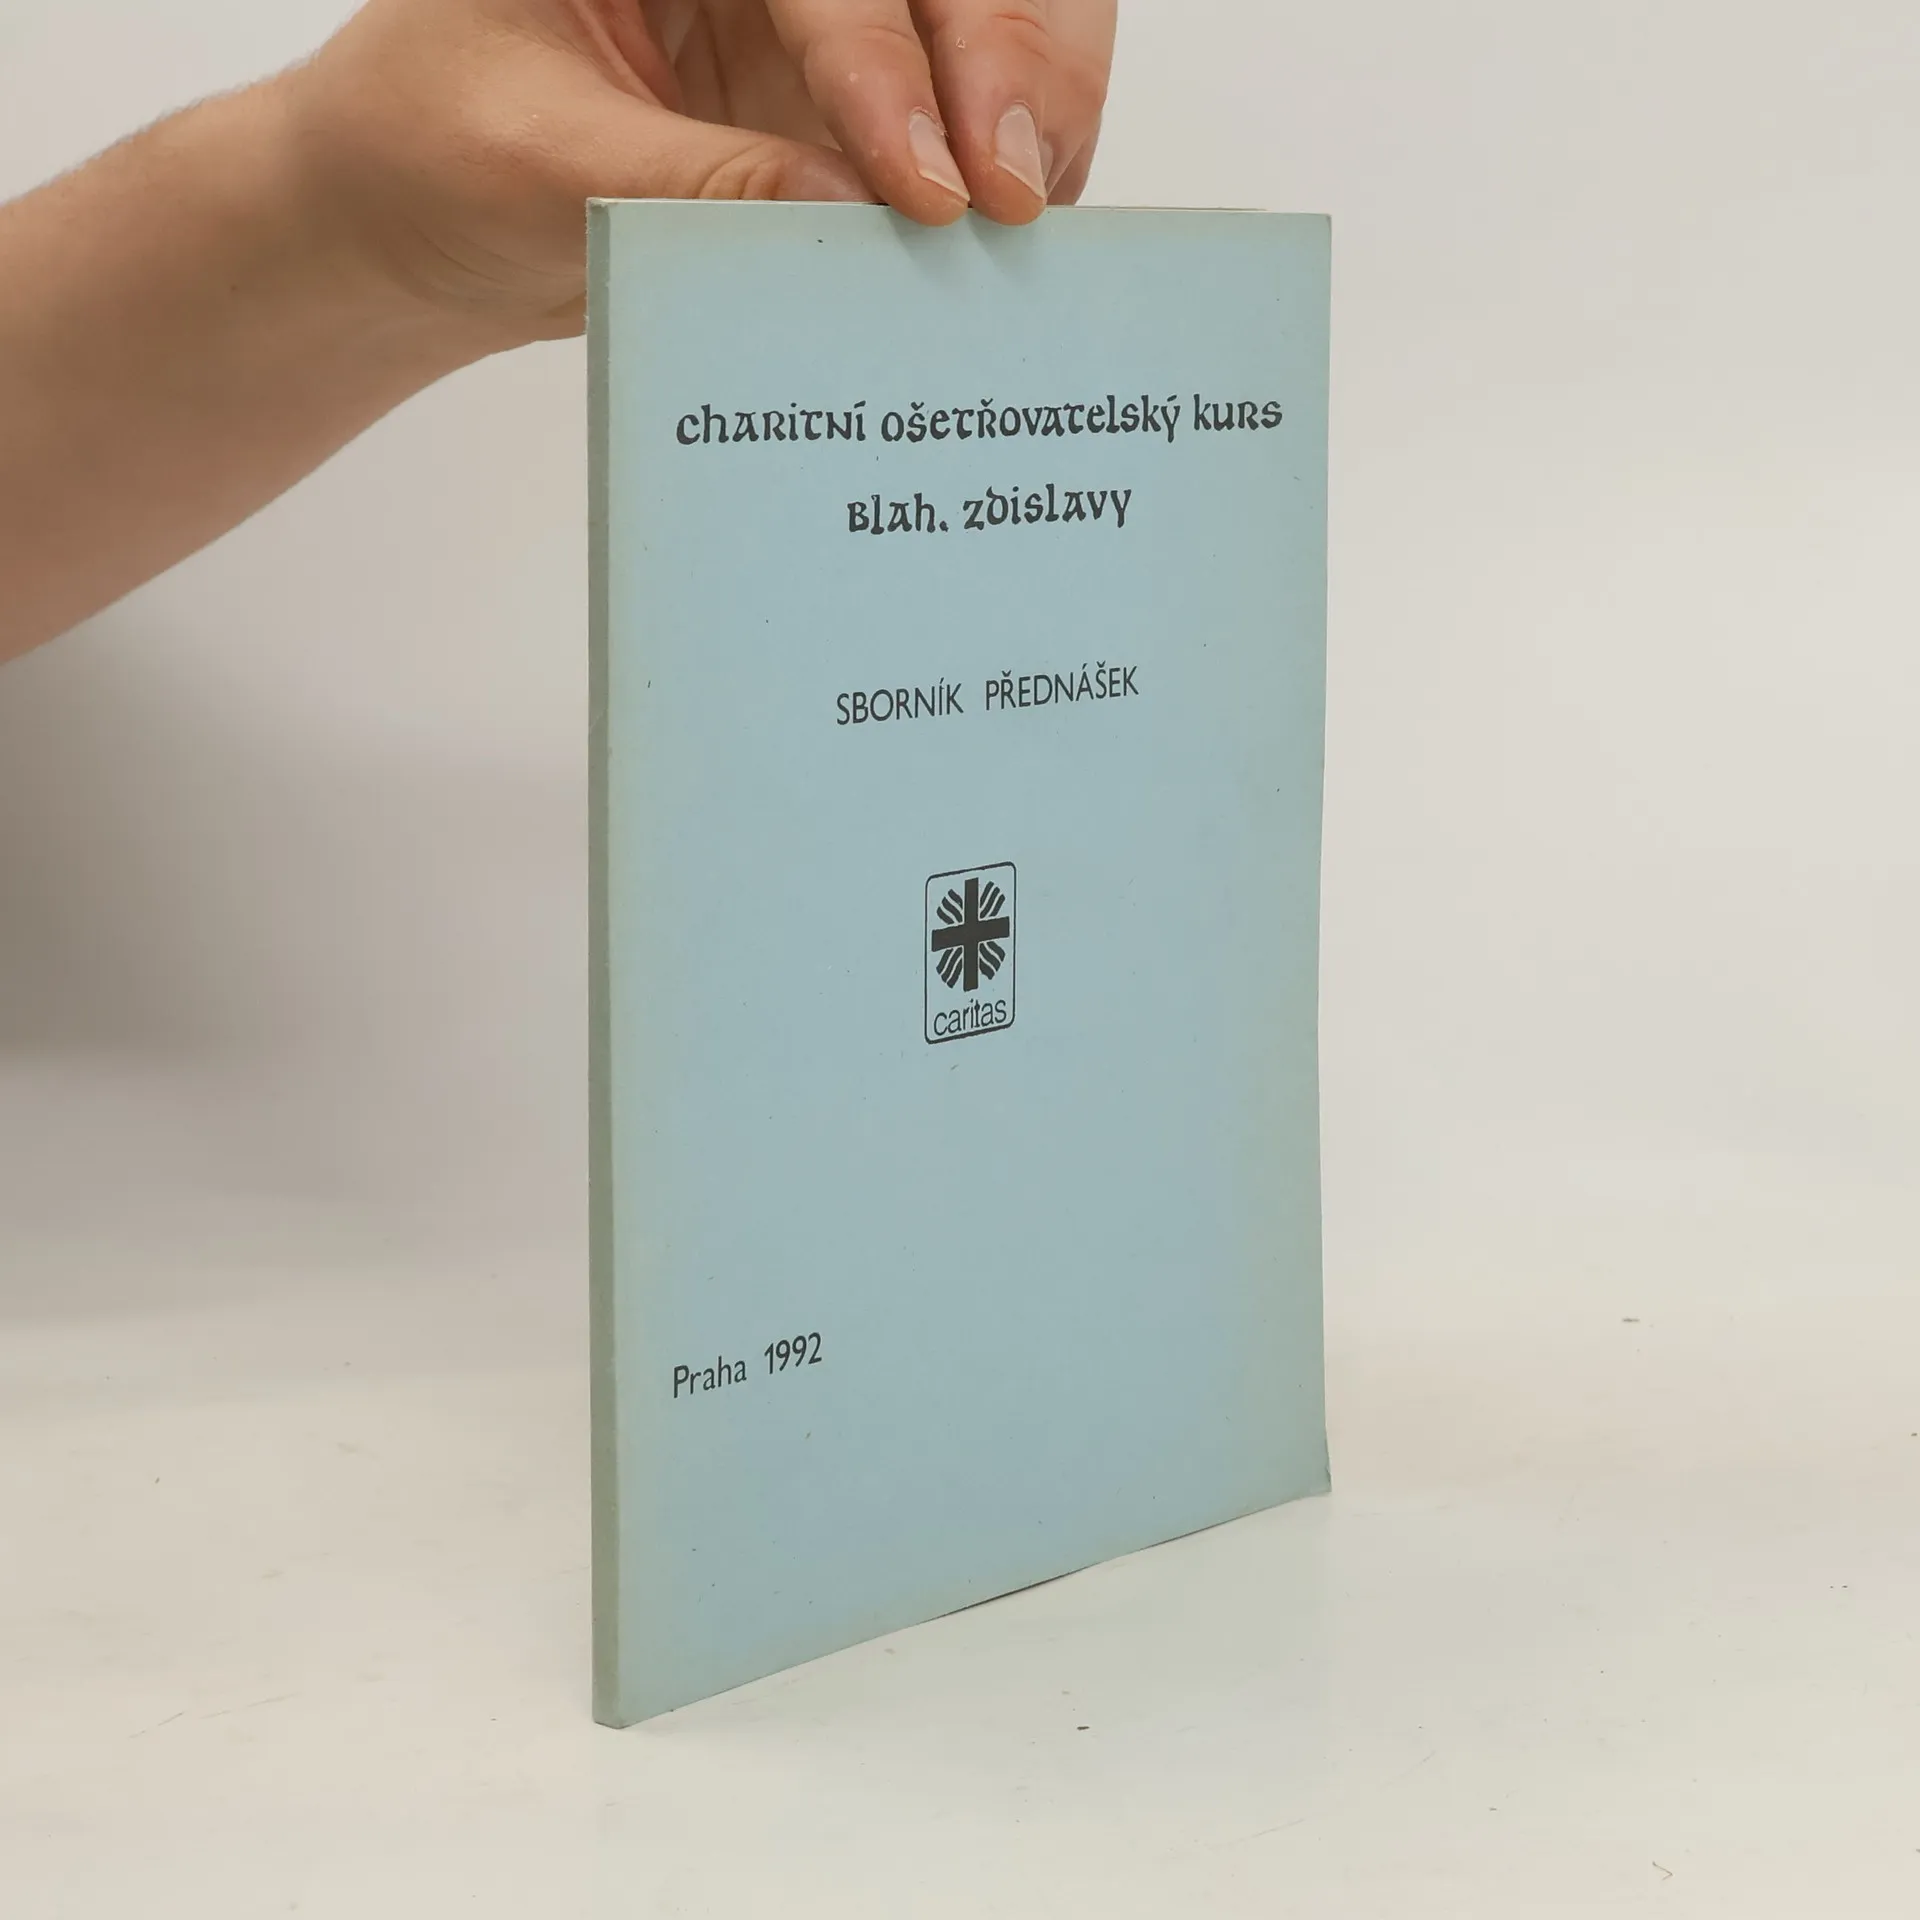 Charitní ošetřovatelský kurs
Blah. Zdislavy
SBORNÍK PŘEDNÁŠEK
caritas
Praha 1992